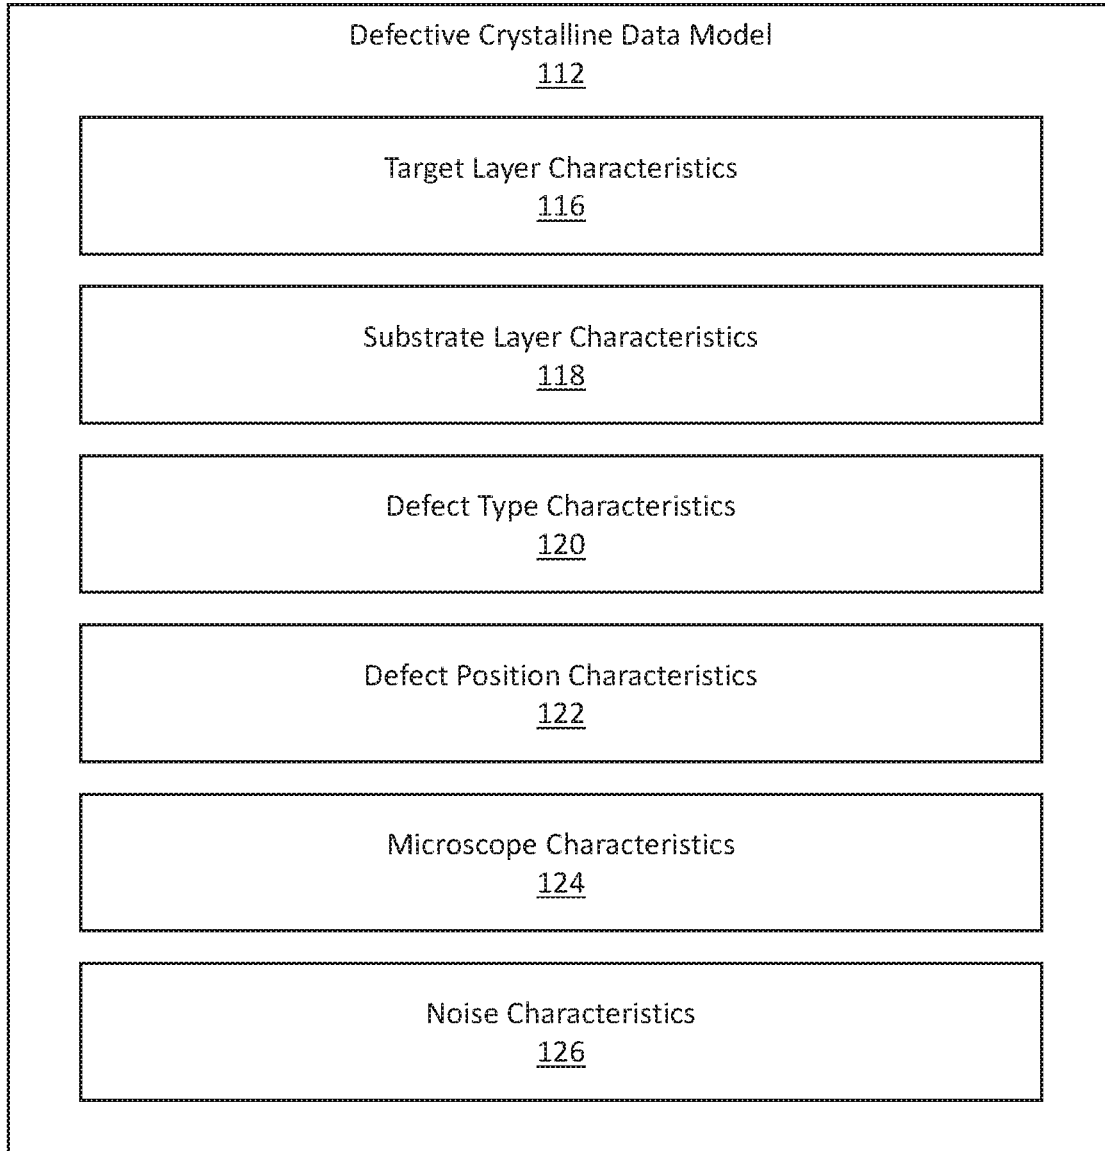 Defective Crystalline Data Model
112
Target Layer Characteristics
116
Substrate Layer Characteristics
118
Defect Type Characteristics
120
Defect Position Characteristics
122
Microscope Characteristics
124
Noise Characteristics
126